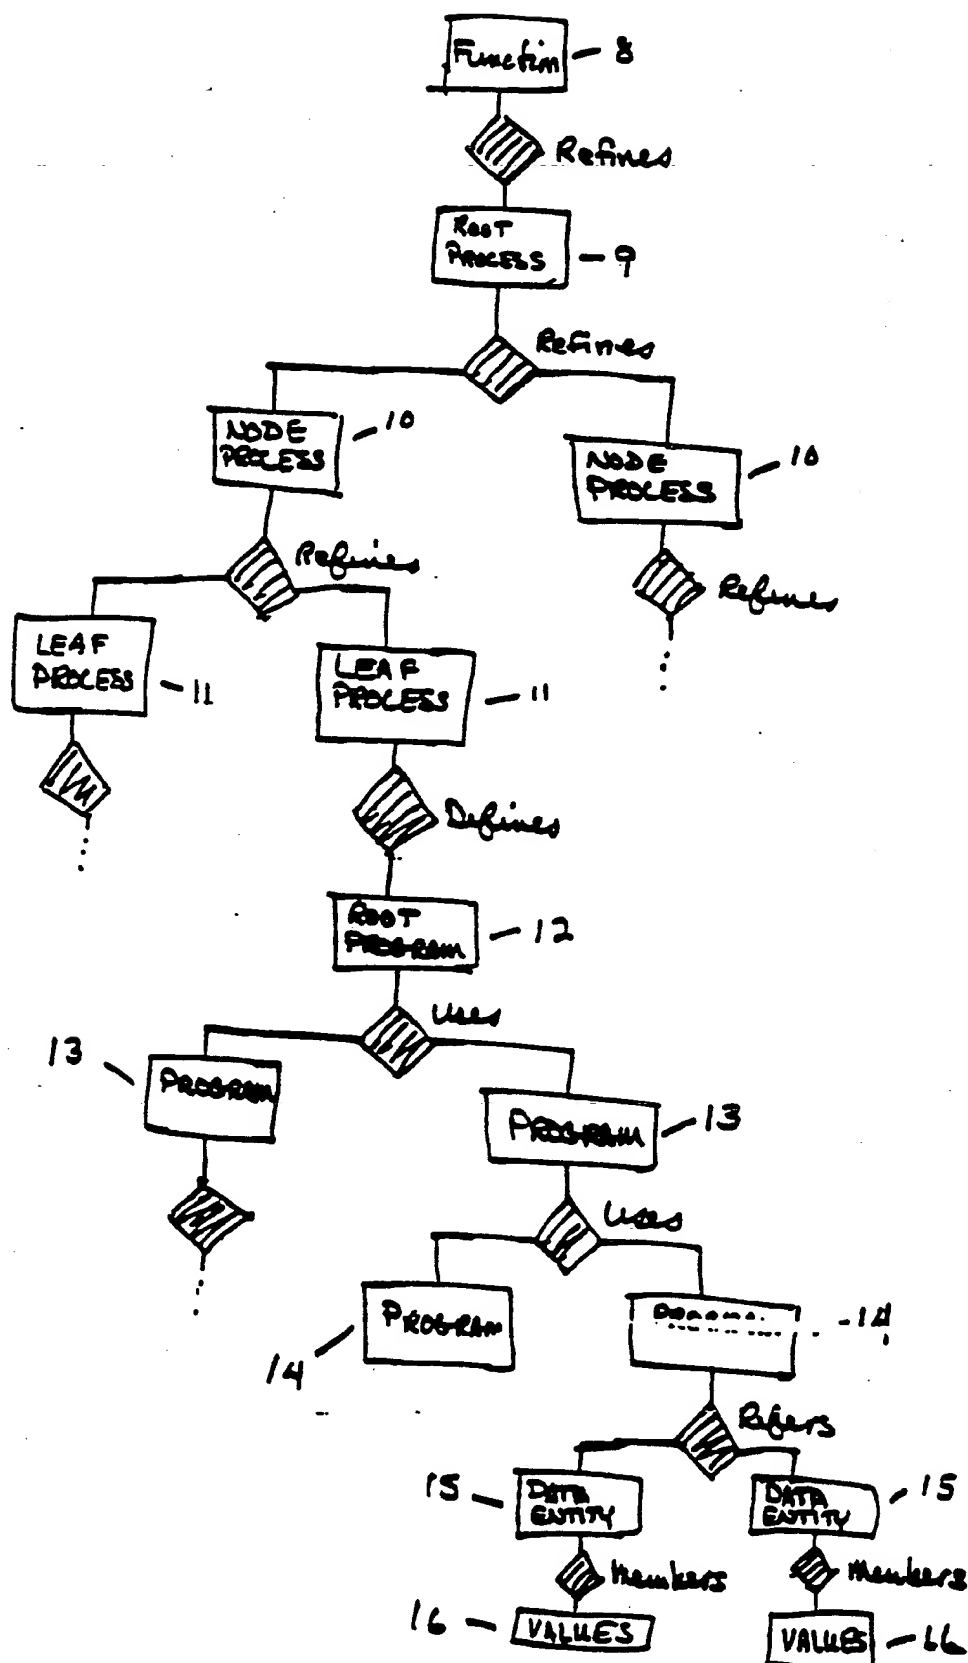 Function - 8
Refines
ROOT
PROCESS - 9
Refines
NODE
PROCESS - 10
NODE
PROCESS - 10
Refines
Refines
LEAF
PROCESS - 11
LEAF
PROCESS - 11
Defines
ROOT
PROGRAM - 12
Uses
13 - PROGRAM
PROGRAM - 13
Uses
14 - PROGRAM
- 14
Refers
15 - DATA
ENTITY
DATA
ENTITY - 15
Members
Members
16 - VALUES
VALUES - 16